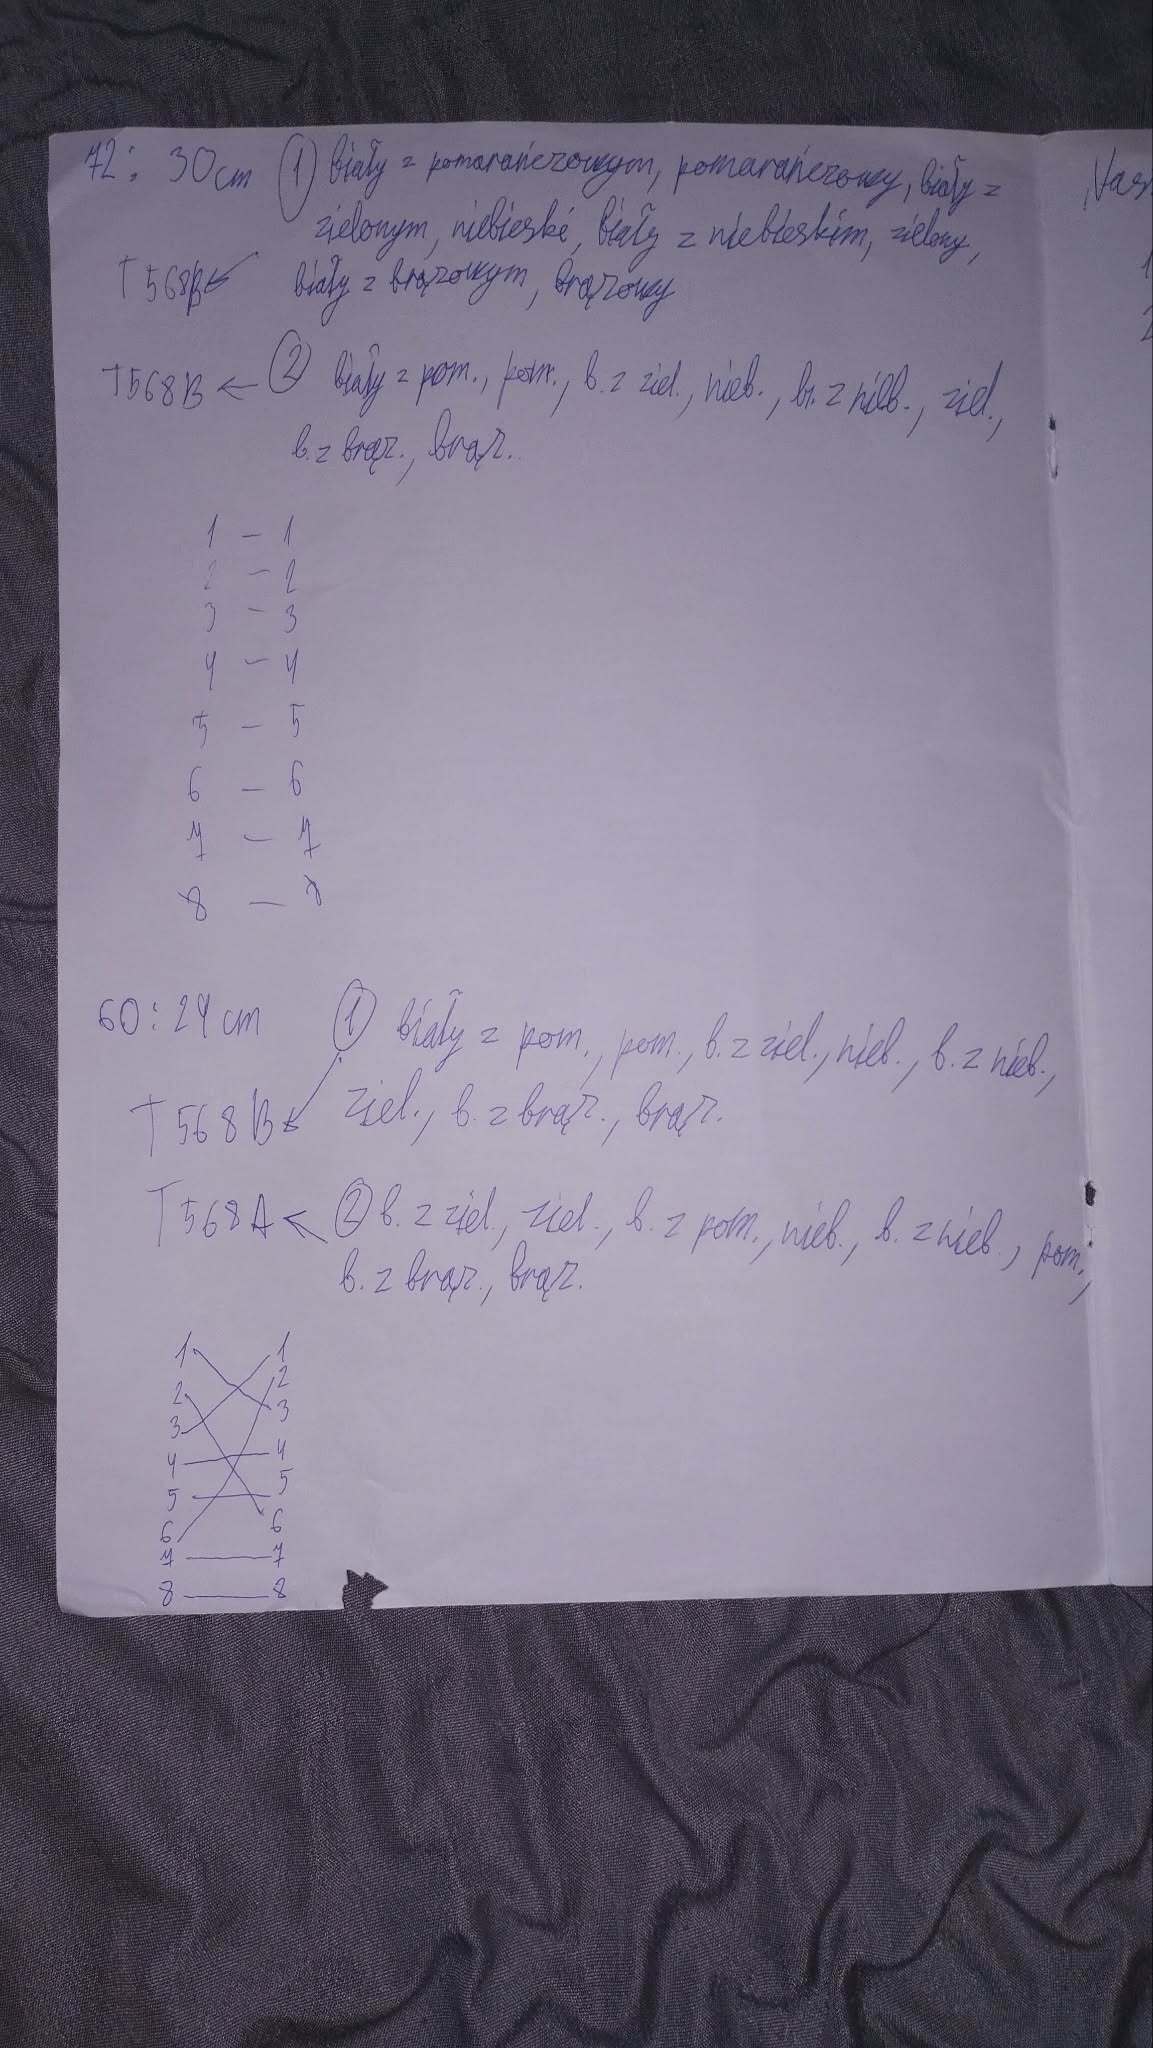 72: 30cm ① biały z pomarańczowym, pomarańczowy, biały z
zielonym, niebieski, biały z niebieskim, zielony,
T568B biały z brązowym, brązowy
T568B ← ② biały z pom., pom., b. z ziel., nieb., b. z nieb., ziel.,
b. z brąz., brąz.
1 – 1
2 – 2
3 – 3
4 – 4
5 – 5
6 – 6
7 – 7
8 – 8
60: 24cm ① biały z pom., pom., b. z ziel., nieb., b. z nieb.,
T568B ziel., b. z brąz., brąz.
T568A ← ② b. z ziel., ziel., b. z pom., nieb., b. z nieb., pom.,
b. z brąz., brąz.
1 1
2 2
3 3
4 4
5 5
6 6
7 7
8 8